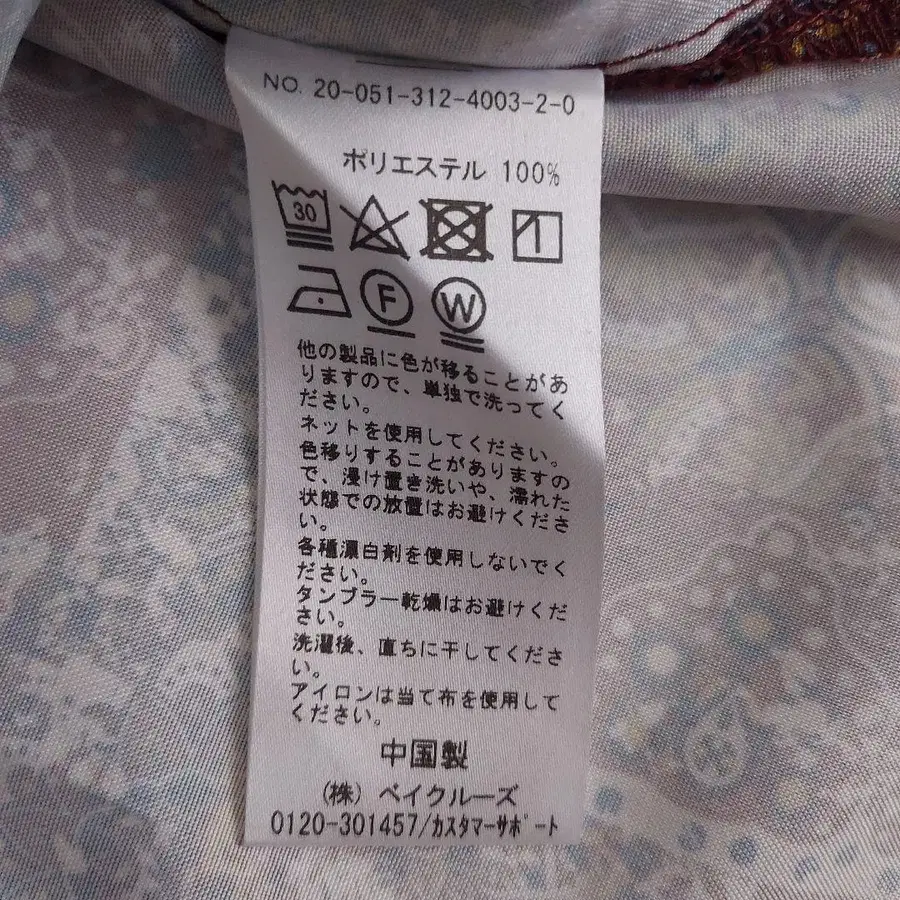 NO. 20-051-312-4003-2-0
ポリエステル 100%
30
F
W
他の製品に色が移ることがあ
りますので、単独で洗ってく
ださい。
ネットを使用してください。
色移りすることがありますの
で、浸け置き洗いや、濡れた
状態での放置はお避けくださ
い。
各種漂白剤を使用しないでく
ださい。
タンブラー乾燥はお避けくだ
さい。
洗濯後、直ちに干してくださ
い。
アイロンは当て布を使用して
ください。
中国製
(株) ベイクルーズ
0120-301457/カスタマーサポート